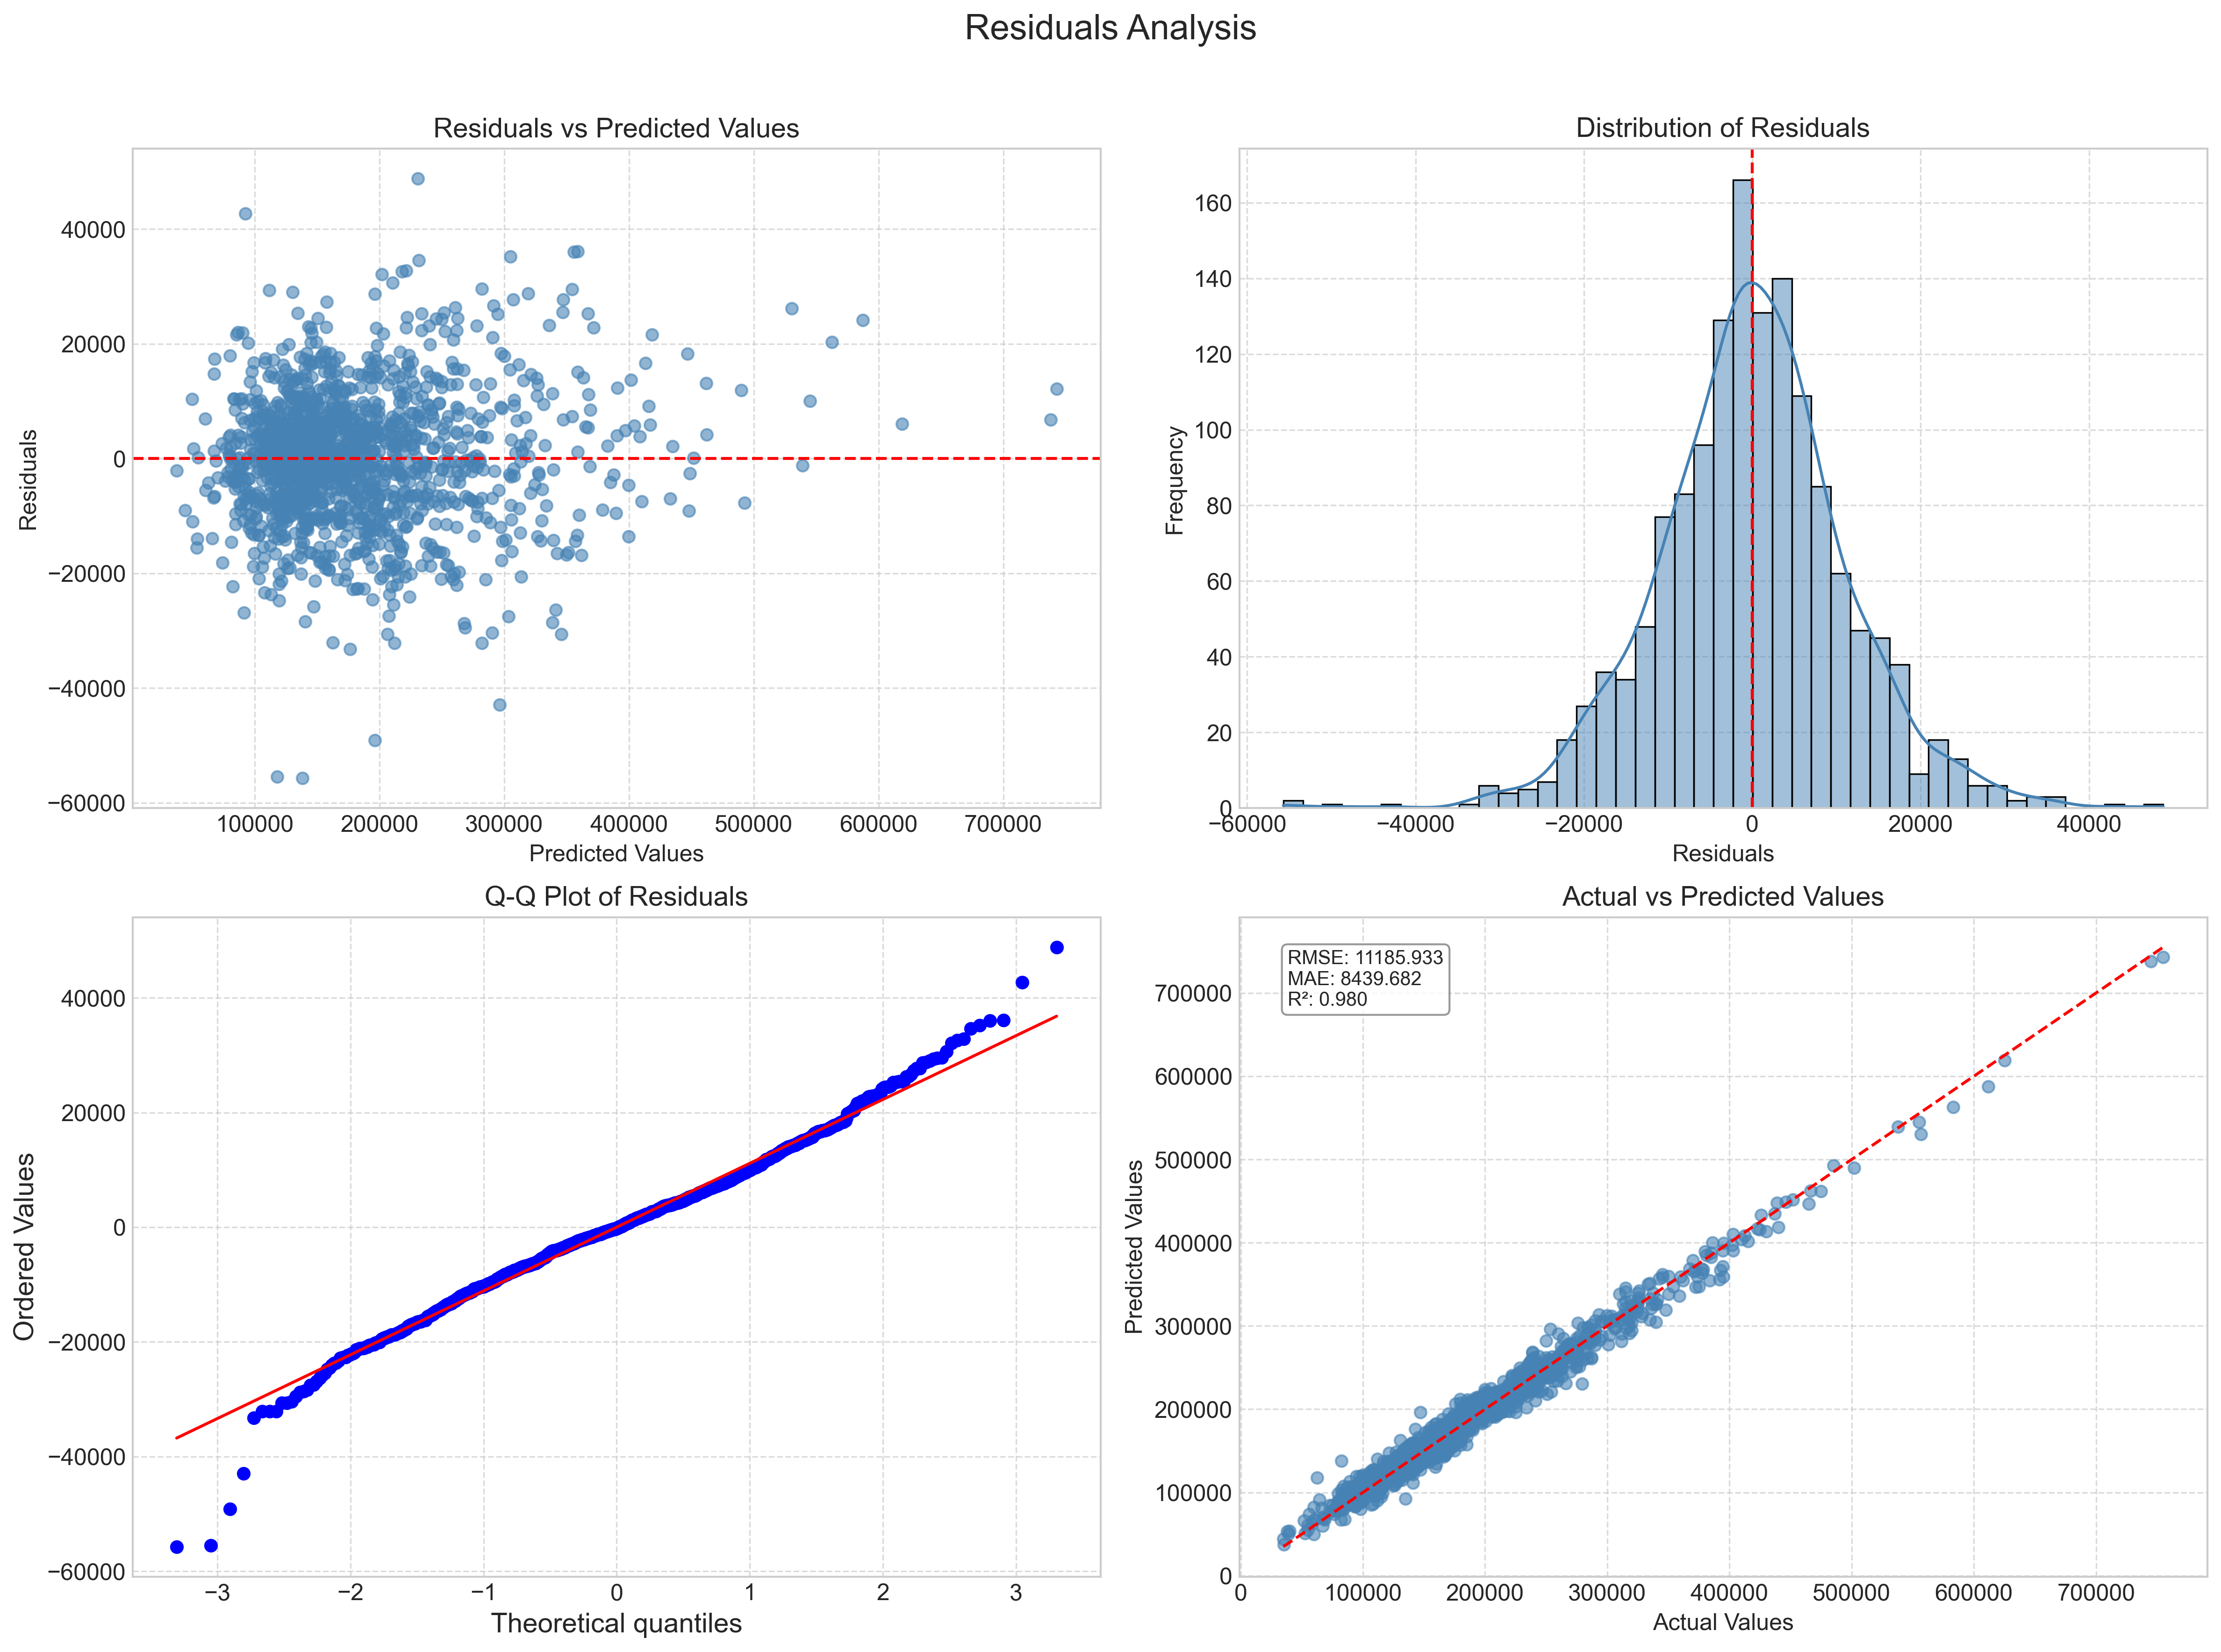 Residuals Analysis
Residuals vs Predicted Values
Residuals
40000
20000
0
−20000
−40000
−60000
100000 200000 300000 400000 500000 600000 700000
Predicted Values
Distribution of Residuals
Frequency
160
140
120
100
80
60
40
20
0
−60000 −40000 −20000 0 20000 40000
Residuals
Q-Q Plot of Residuals
Ordered Values
40000
20000
0
−20000
−40000
−60000
−3 −2 −1 0 1 2 3
Theoretical quantiles
Actual vs Predicted Values
RMSE: 11185.933
MAE: 8439.682
R²: 0.980
Predicted Values
700000
600000
500000
400000
300000
200000
100000
0
0 100000 200000 300000 400000 500000 600000 700000
Actual Values